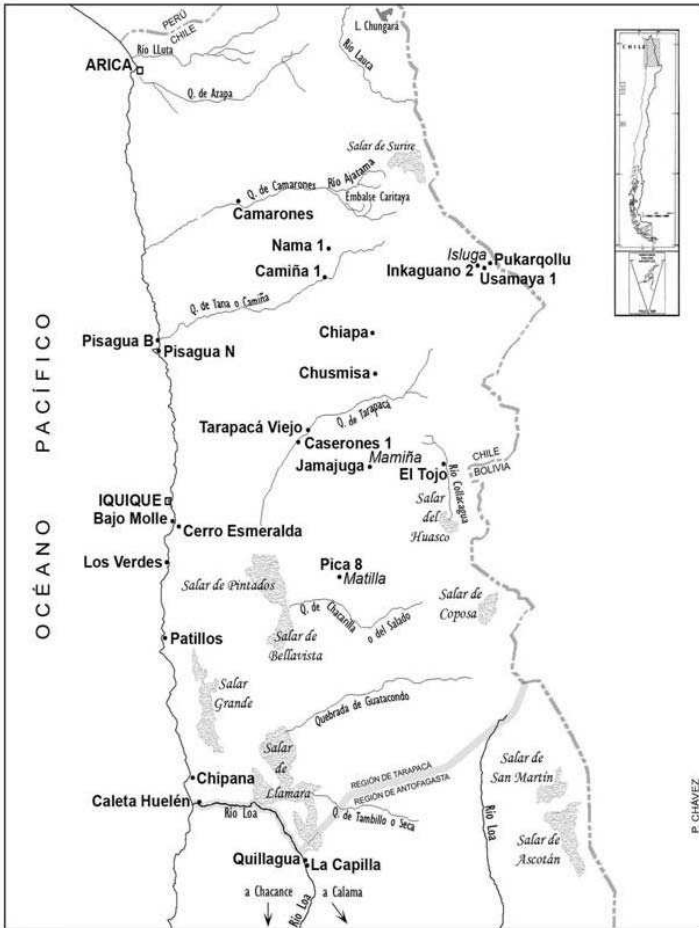 PERÚ
CHILE
L. Chungará
Río LLuta
ARICA
Río Lauca
Q. de Azapa
CHILE
Salar de Surire
Q. de Camarones
Río Ajatama
Embalse Caritaya
Camarones
Nama 1
Isluga
Pukarqollu
Camiña 1
Inkaguano 2
Usamaya 1
Q. de Tana o Camiña
Chiapa
Pisagua B
Pisagua N
Chusmisa
OCÉANO PACÍFICO
Q. de Tarapacá
Tarapacá Viejo
Caserones 1
Mamiña
Jamajuga
El Tojo
CHILE
BOLIVIA
Río Collacagua
Salar
del
Huasco
IQUIQUE
Bajo Molle
Cerro Esmeralda
Los Verdes
Pica 8
Matilla
Salar de Pintados
Salar de
Coposa
Q. de Chacarilla o del Salado
Salar de
Bellavista
Patillos
Salar
Grande
Quebrada de Guatacondo
Salar
de
Llamara
REGIÓN DE TARAPACÁ
REGIÓN DE ANTOFAGASTA
Salar de
San Martín
Chipana
Caleta Huelén
Río Loa
Q. de Tambillo o Seca
Río Loa
Salar de
Ascotán
P. CHÁVEZ
Quillagua
La Capilla
a Chacance
a Calama
Río Loa